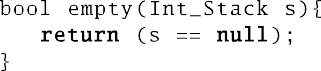 bool empty(Int_Stack s){
   return (s == null);
}